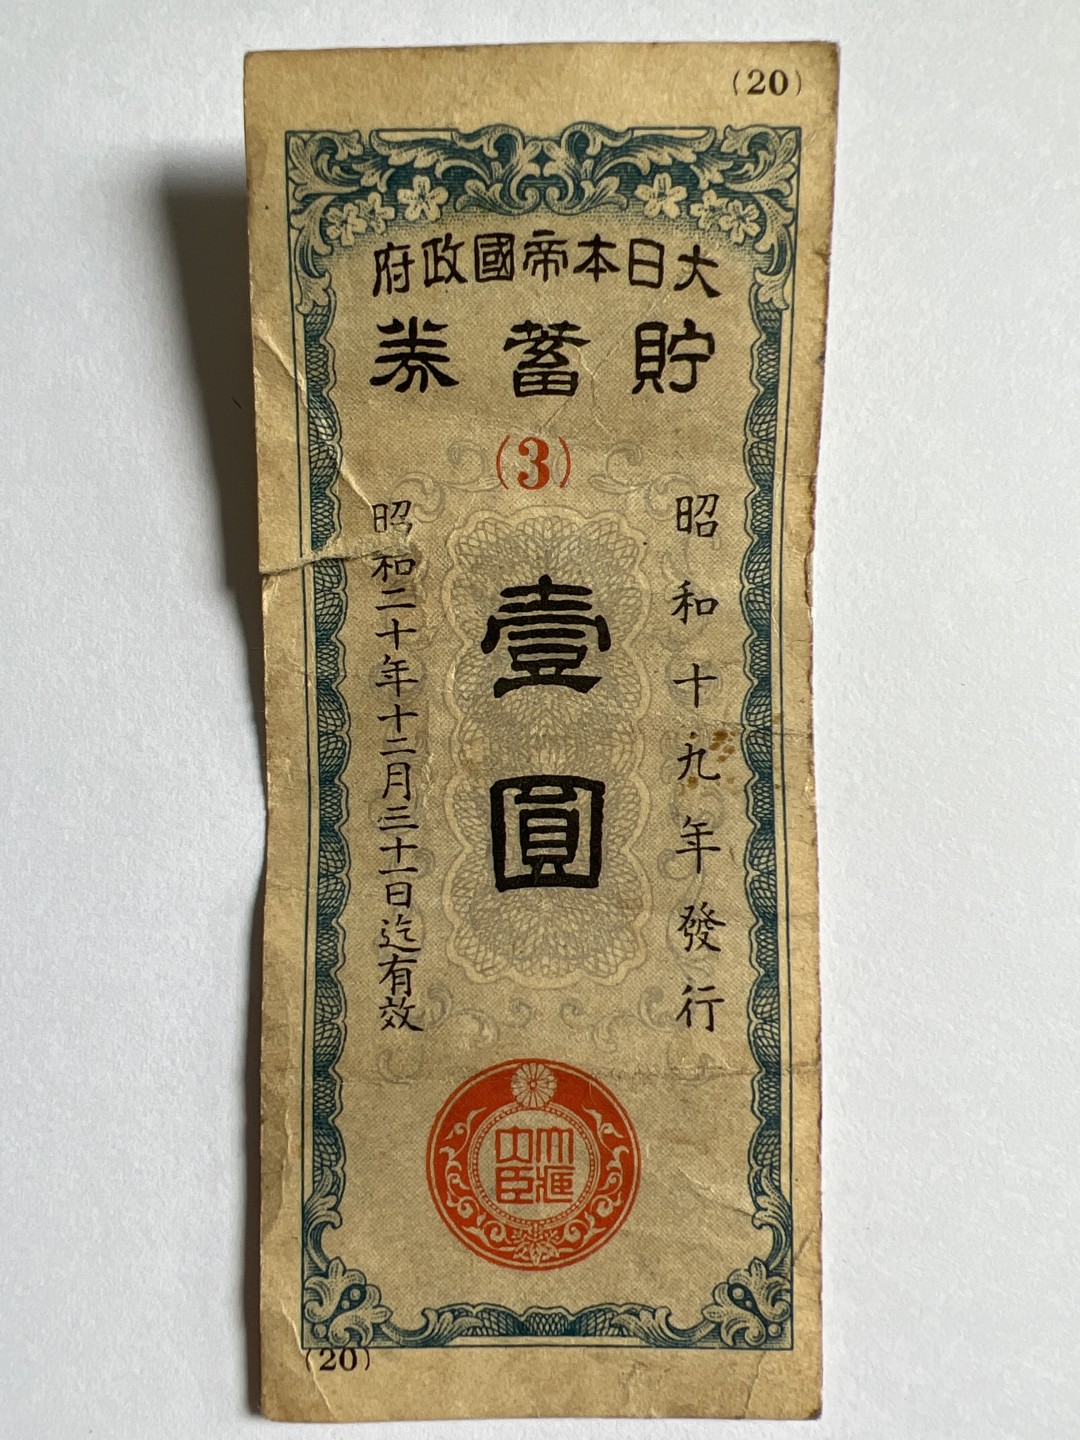 (20)
大日本帝國政府
貯蓄券
(3)
昭和十九年發行
壹圓
昭和二十年十二月三十一日迄有效
大藏大臣
(20)